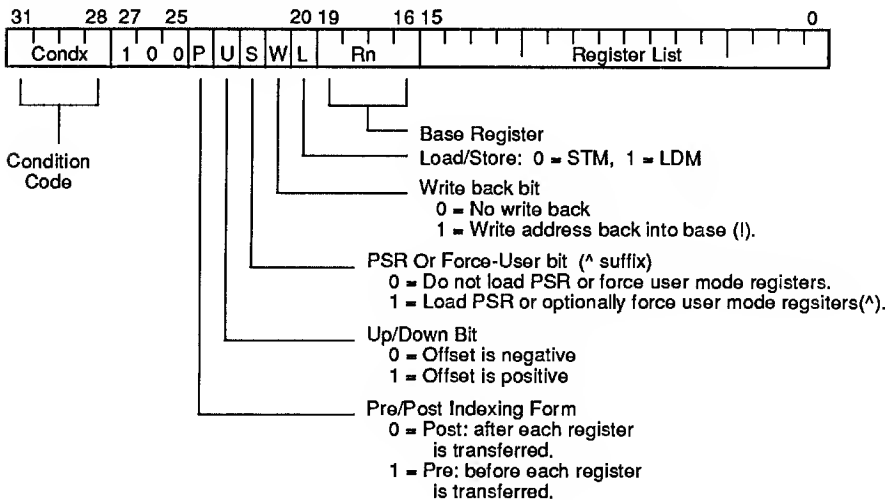 31 28 27 25 20 19 16 15 0
Condx 1 0 0 P U S W L Rn Register List
Base Register
Load/Store: 0 = STM, 1 = LDM
Condition
Code
Write back bit
0 = No write back
1 = Write address back into base (!).
PSR Or Force-User bit (^ suffix)
0 = Do not load PSR or force user mode registers.
1 = Load PSR or optionally force user mode regsiters(^).
Up/Down Bit
0 = Offset is negative
1 = Offset is positive
Pre/Post Indexing Form
0 = Post: after each register
is transferred.
1 = Pre: before each register
is transferred.